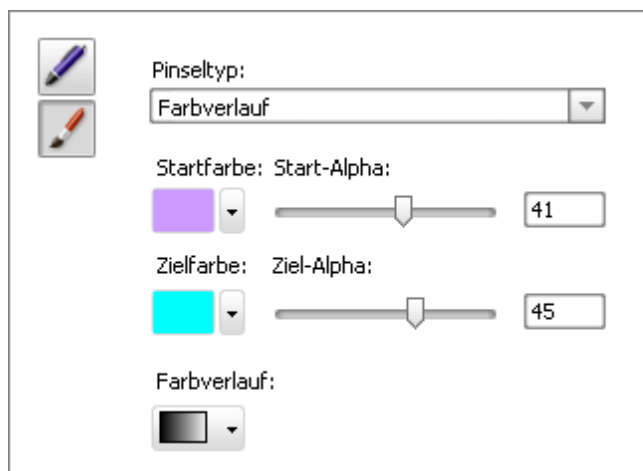 Pinseltyp:
Farbverlauf
Startfarbe: Start-Alpha:
41
Zielfarbe: Ziel-Alpha:
45
Farbverlauf: